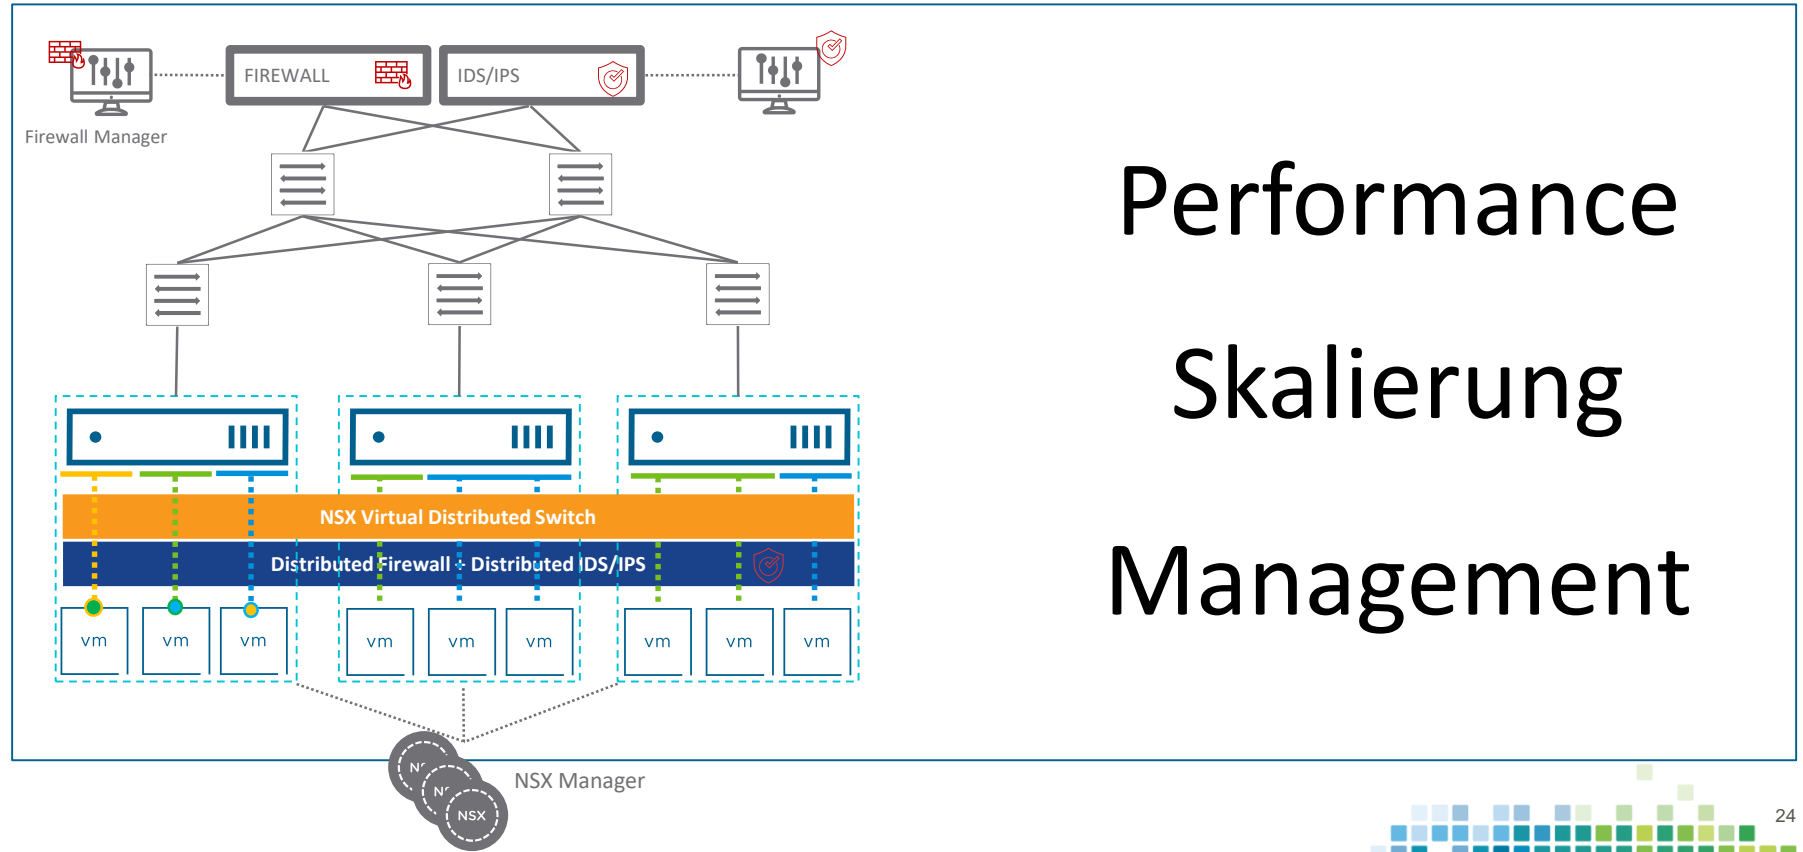 FIREWALL
IDS/IPS
Firewall Manager
NSX Virtual Distributed Switch
Distributed Firewall + Distributed IDS/IPS
vm vm vm vm vm vm vm vm vm
NSX Manager
NSX
Performance
Skalierung
Management
24